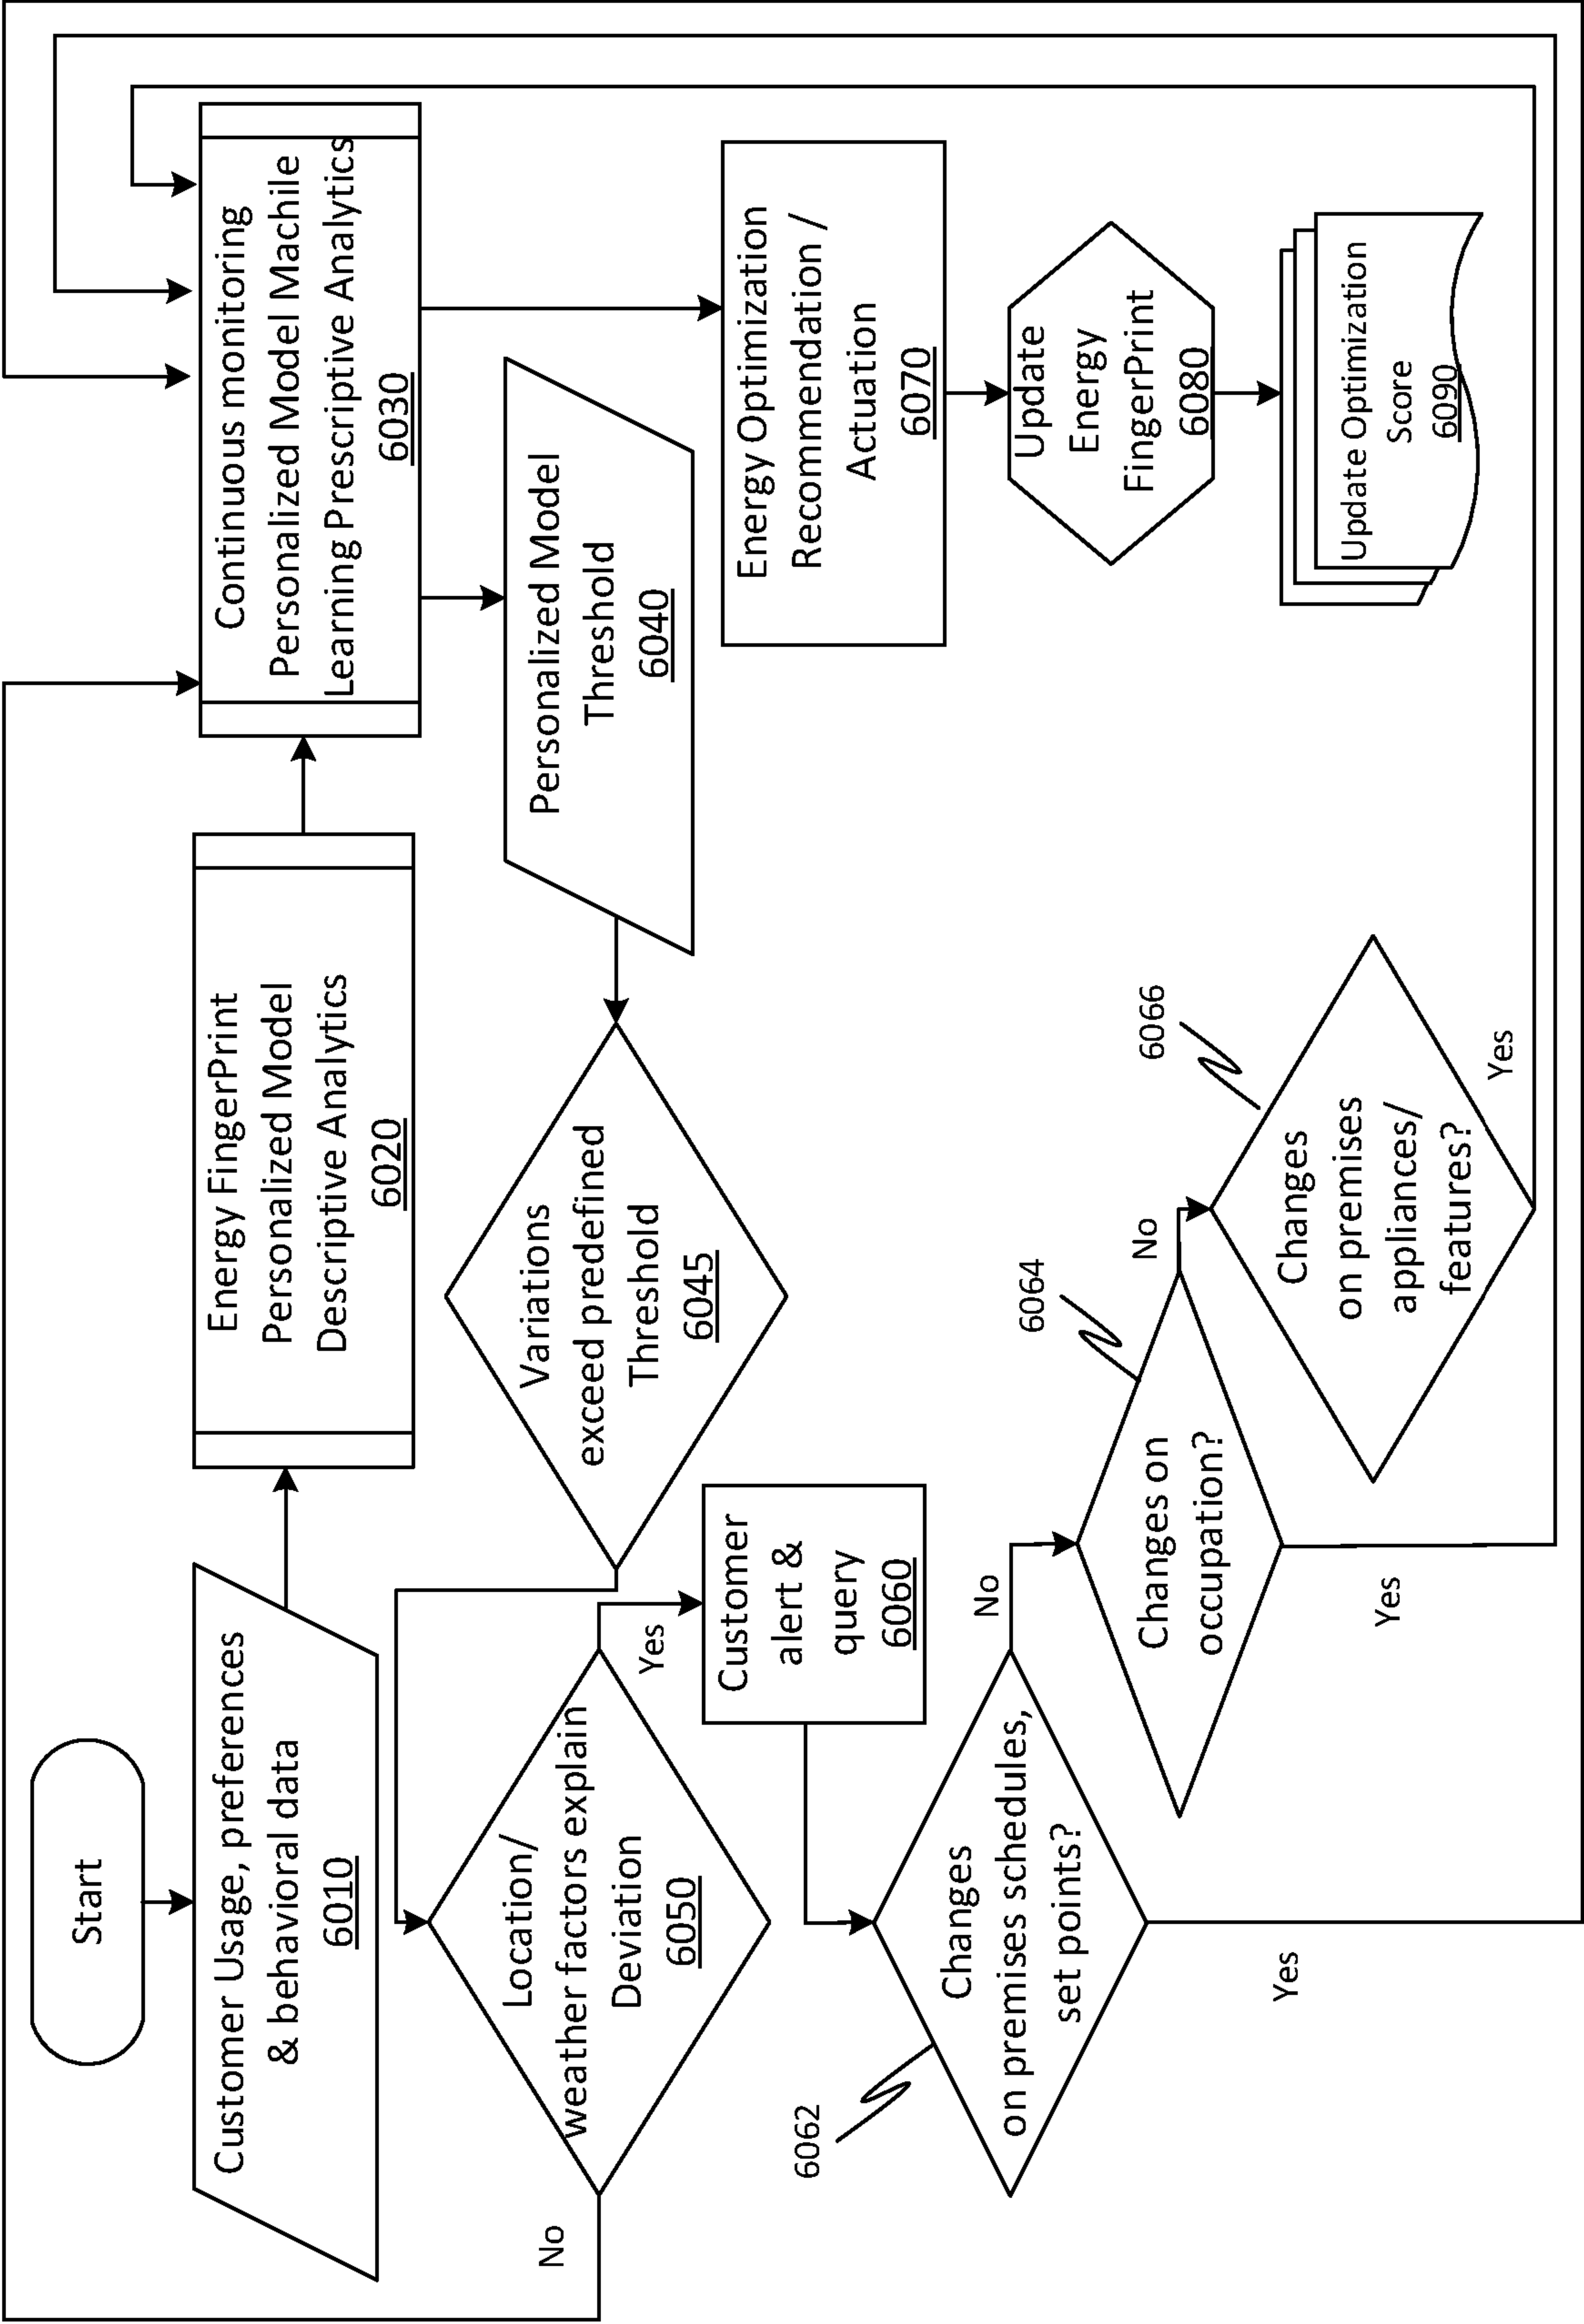 Start
Customer Usage, preferences
& behavioral data
6010
Energy FingerPrint
Personalized Model
Descriptive Analytics
6020
Continuous monitoring
Personalized Model Machile
Learning Prescriptive Analytics
6030
Personalized Model
Threshold
6040
Variations
exceed predefined
Threshold
6045
Location/
weather factors explain
Deviation
6050
No
Yes
Customer
alert &
query
6060
6062
Changes
on premises schedules,
set points?
Yes
No
6064
Changes on
occupation?
Yes
No
6066
Changes
on premises
appliances/
features?
Yes
Energy Optimization
Recommendation /
Actuation
6070
Update
Energy
FingerPrint
6080
Update Optimization
Score
6090